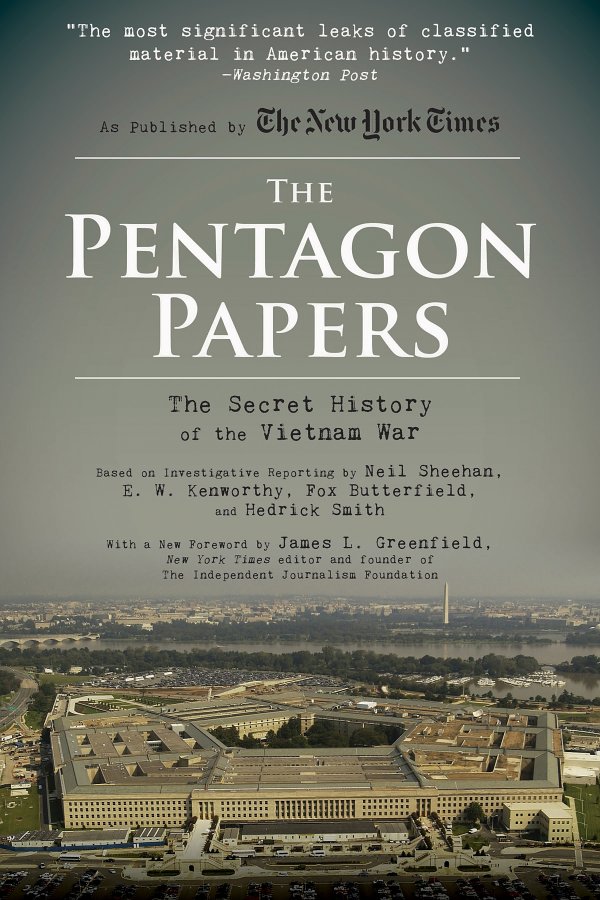 "The most significant leaks of classified
material in American history."
—Washington Post
As Published by The New York Times
THE
PENTAGON
PAPERS
The Secret History
of the Vietnam War
Based on Investigative Reporting by Neil Sheehan,
E. W. Kenworthy, Fox Butterfield,
and Hedrick Smith
With a New Foreword by James L. Greenfield,
New York Times editor and founder of
The Independent Journalism Foundation